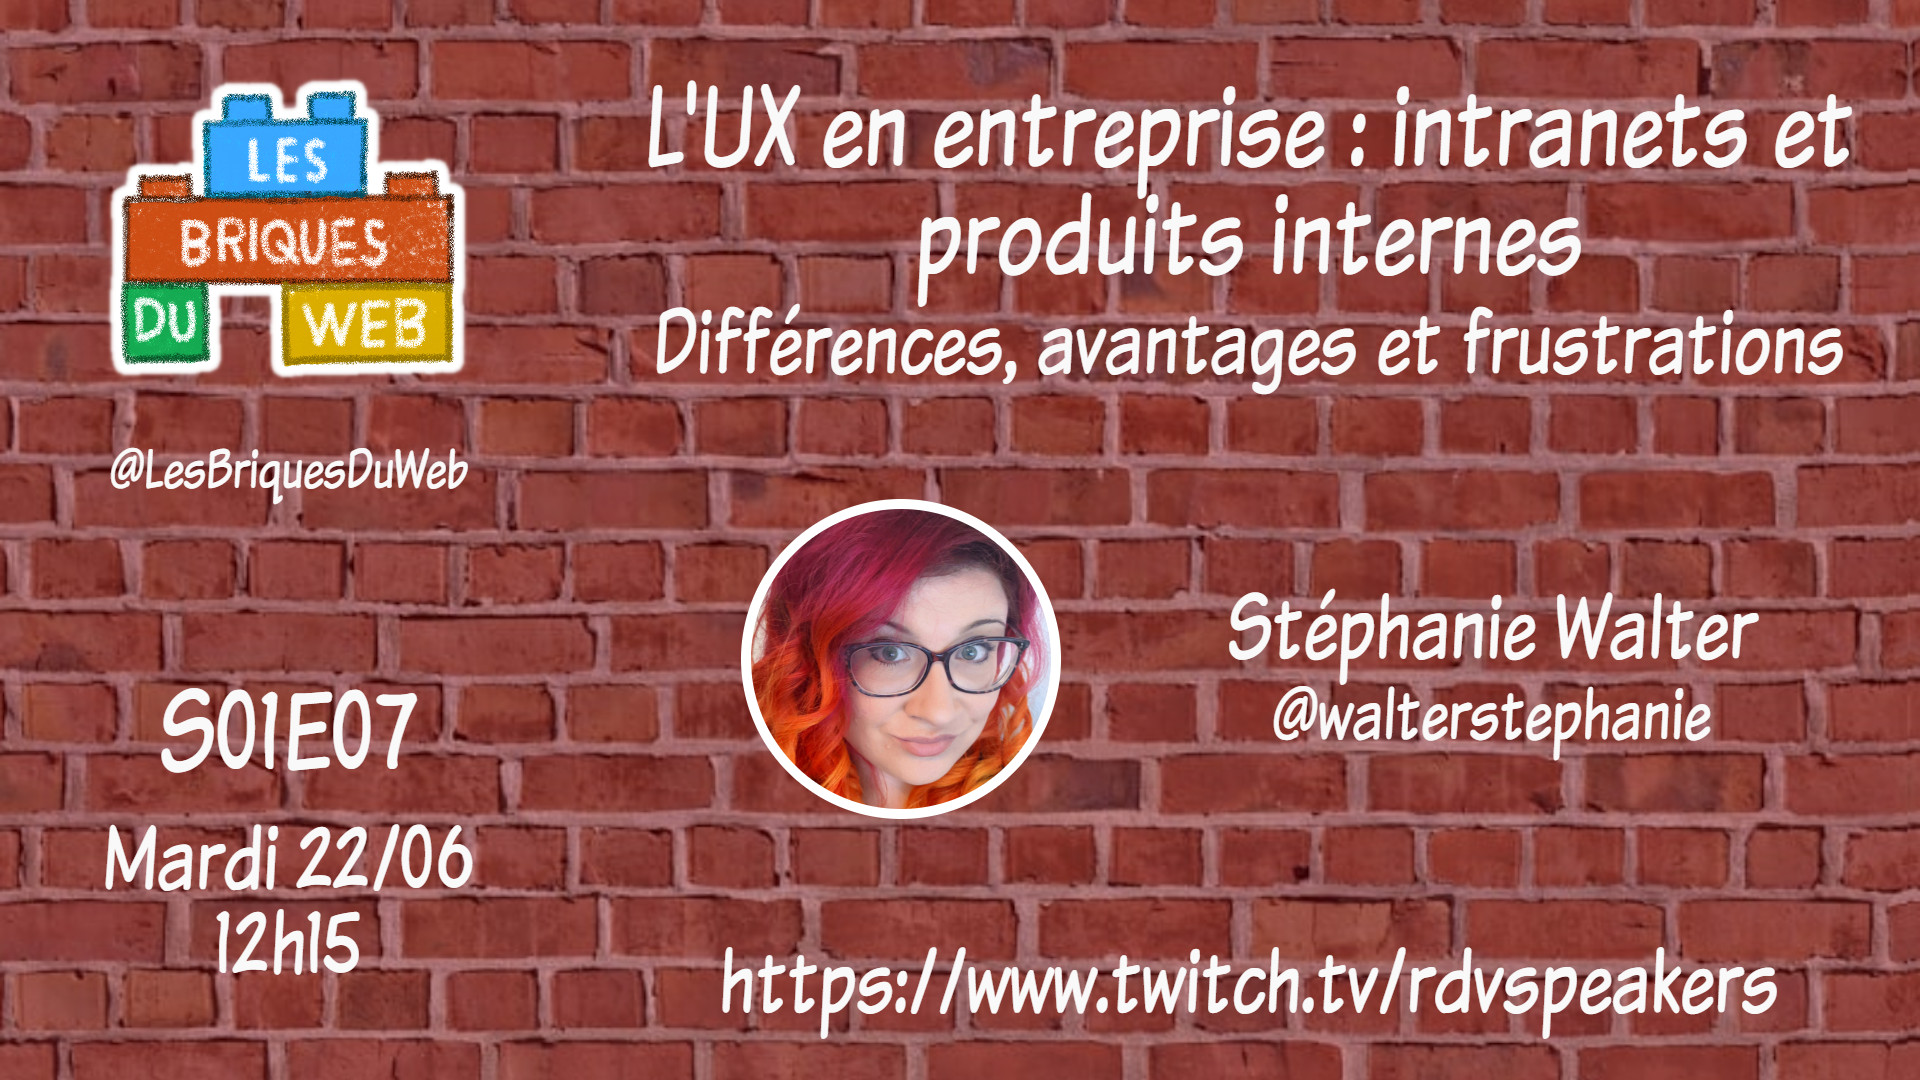 LES
BRIQUES
DU WEB
@LesBriquesDuWeb
L'UX en entreprise : intranets et
produits internes
Différences, avantages et frustrations
Stéphanie Walter
@walterstephanie
S01E07
Mardi 22/06
12h15
https://www.twitch.tv/rdvspeakers